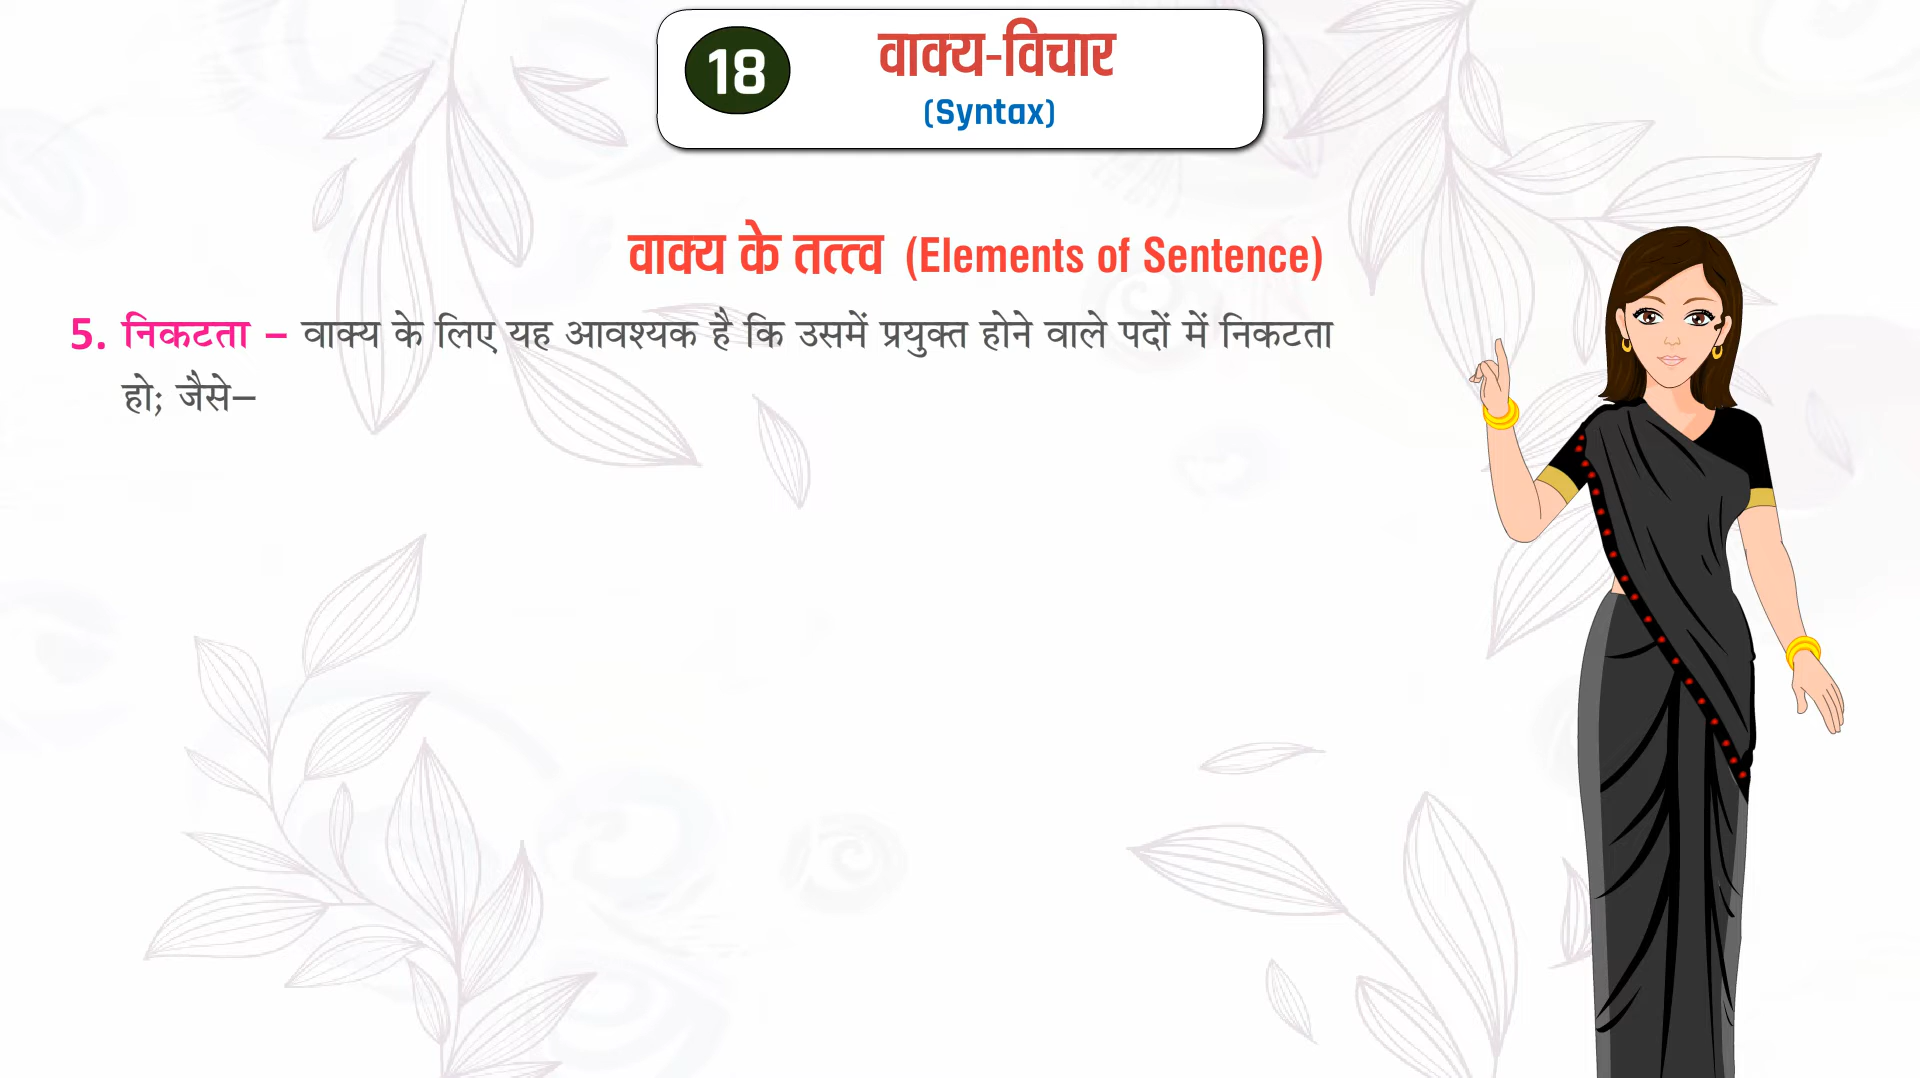 18
वाक्य-विचार
(Syntax)
वाक्य के तत्त्व (Elements of Sentence)
5. निकटता – वाक्य के लिए यह आवश्यक है कि उसमें प्रयुक्त होने वाले पदों में निकटता
हो; जैसे–